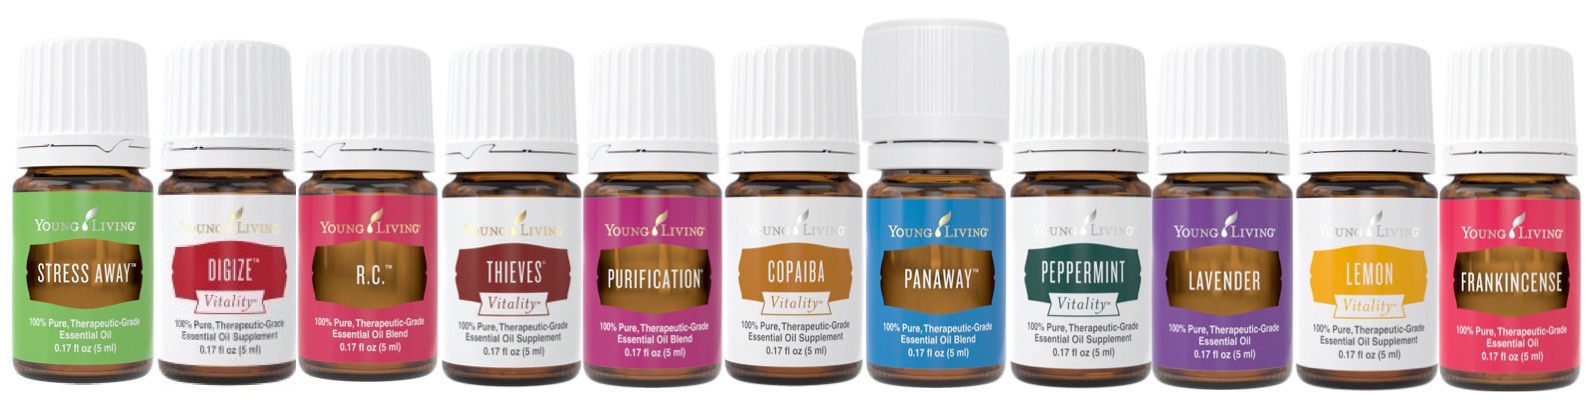 YOUNG LIVING®
STRESS AWAY™
100% Pure, Therapeutic-Grade
Essential Oil
0.17 fl oz (5 ml)
YOUNG LIVING
DIGIZE™
Vitality™
100% Pure, Therapeutic-Grade
Essential Oil Supplement
0.17 fl oz (5 ml)
YOUNG LIVING®
R.C.™
100% Pure, Therapeutic-Grade
Essential Oil Blend
0.17 fl oz (5 ml)
YOUNG LIVING
THIEVES®
Vitality™
100% Pure, Therapeutic-Grade
Essential Oil Supplement
0.17 fl oz (5 ml)
YOUNG LIVING®
PURIFICATION™
100% Pure, Therapeutic-Grade
Essential Oil Blend
0.17 fl oz (5 ml)
YOUNG LIVING
COPAIBA
Vitality™
100% Pure, Therapeutic-Grade
Essential Oil Supplement
0.17 fl oz (5 ml)
YOUNG LIVING®
PANAWAY™
100% Pure, Therapeutic-Grade
Essential Oil Blend
0.17 fl oz (5 ml)
YOUNG LIVING
PEPPERMINT
Vitality™
100% Pure, Therapeutic-Grade
Essential Oil Supplement
0.17 fl oz (5 ml)
YOUNG LIVING®
LAVENDER
100% Pure, Therapeutic-Grade
Essential Oil
0.17 fl oz (5 ml)
YOUNG LIVING
LEMON
Vitality™
100% Pure, Therapeutic-Grade
Essential Oil Supplement
0.17 fl oz (5 ml)
YOUNG LIVING®
FRANKINCENSE
100% Pure, Therapeutic-Grade
Essential Oil
0.17 fl oz (5 ml)